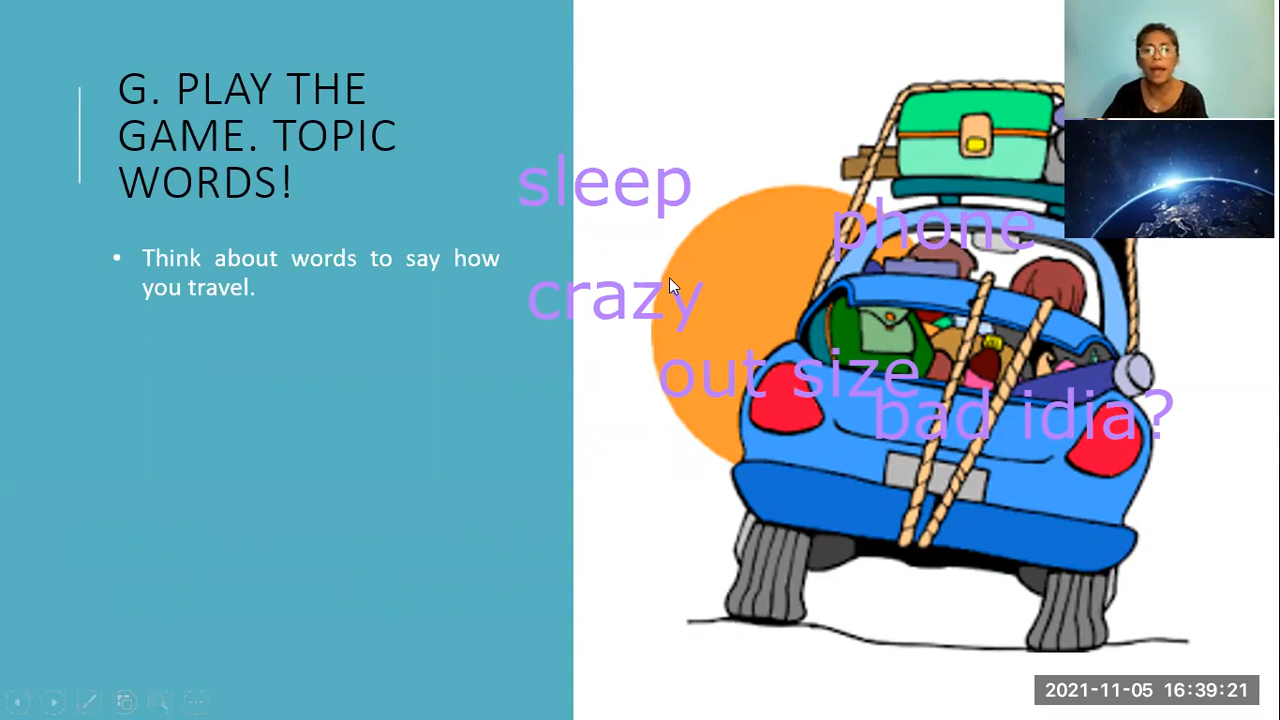 G. PLAY THE
GAME. TOPIC
WORDS!
• Think about words to say how
you travel.
sleep
phone
crazy
out size
bad idia?
2021-11-05 16:39:21